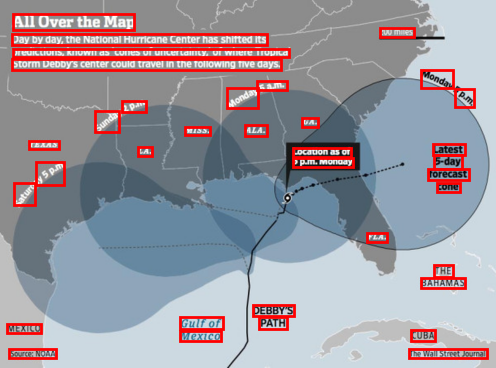 All Over the Map
Day by day, the National Hurricane Center has shifted its
predictions, known as 'cones of uncertainty,' of where Tropical
Storm Debby's center could travel in the following five days.
100 miles
Monday 5 p.m.
Monday 5 a.m.
Sunday 1 p.m.
Saturday 5 p.m.
TEXAS
LA.
MISS.
ALA.
GA.
Location as of
5 p.m. Monday
Latest
5-day
forecast
cone
FLA.
THE
BAHAMAS
DEBBY'S
PATH
Gulf of
Mexico
MEXICO
CUBA
Source: NOAA
The Wall Street Journal